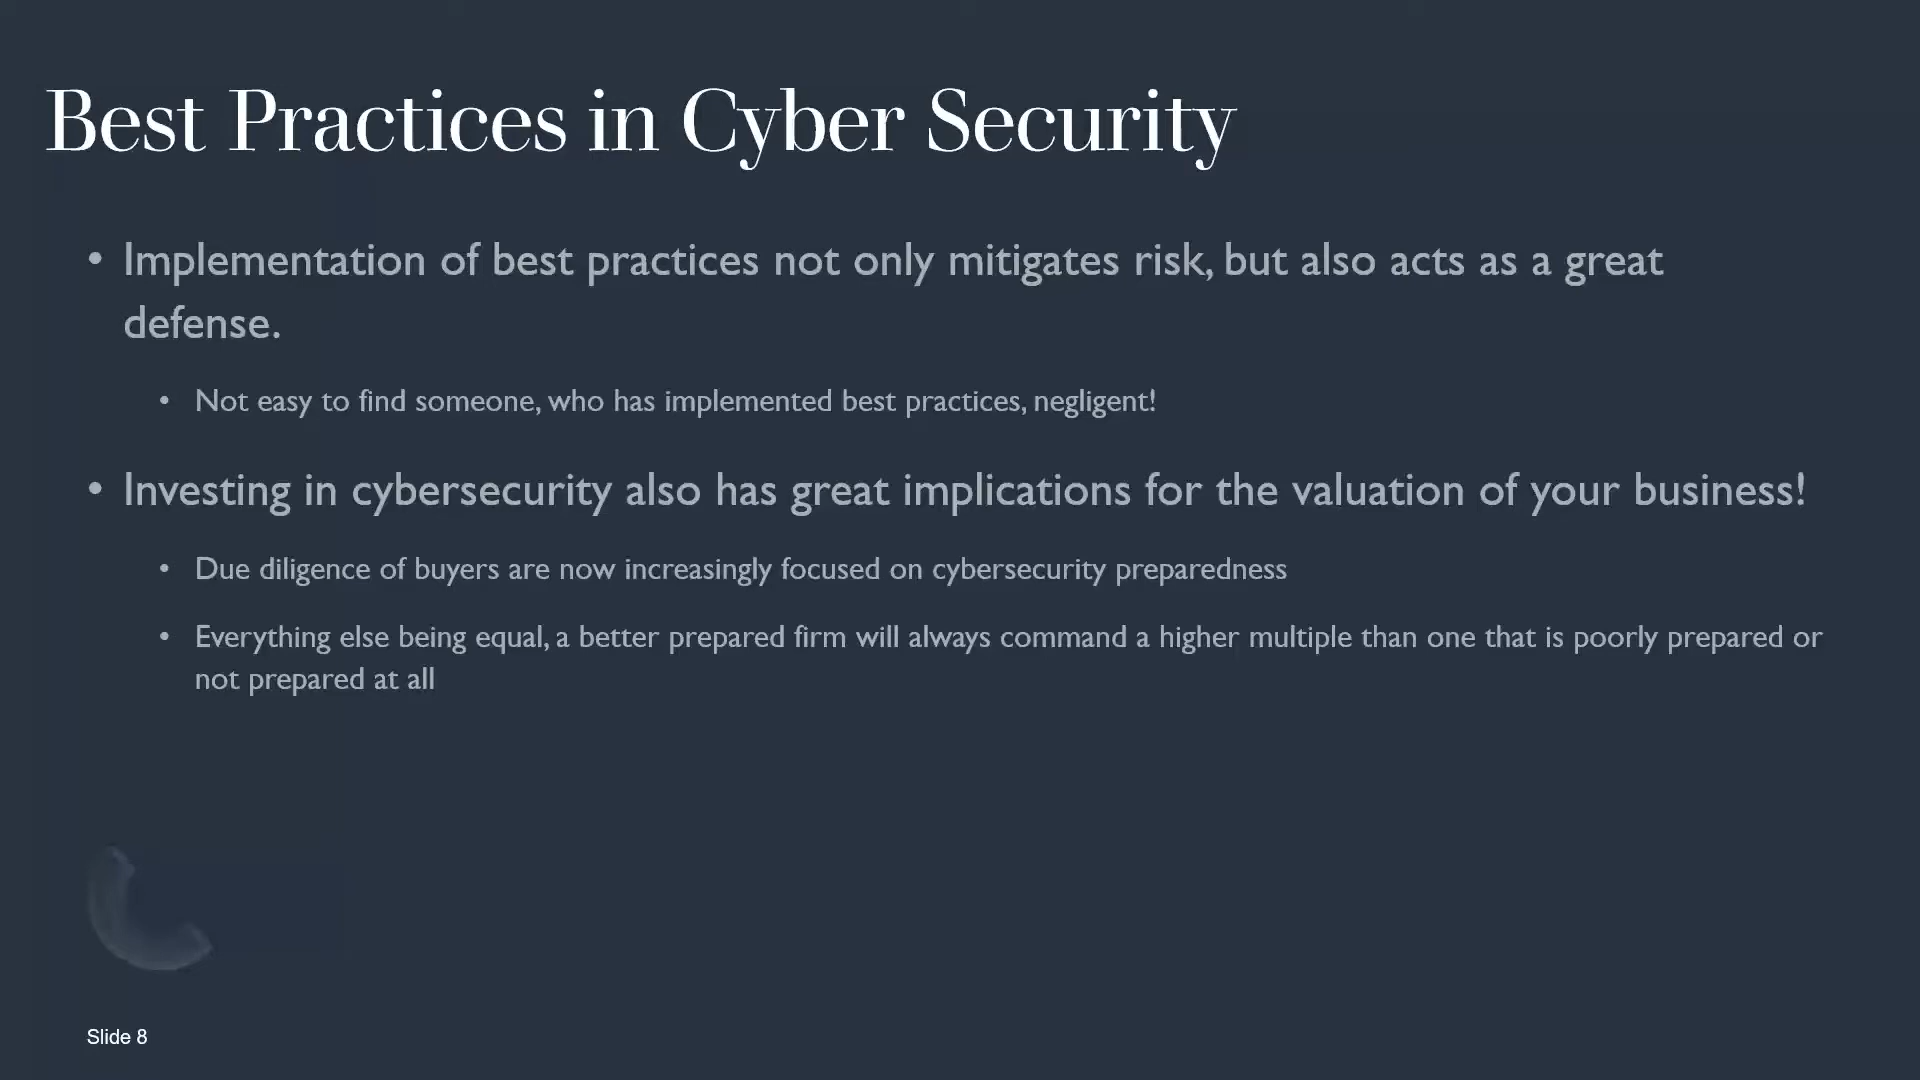 Best Practices in Cyber Security
• Implementation of best practices not only mitigates risk, but also acts as a great
defense.
• Not easy to find someone, who has implemented best practices, negligent!
• Investing in cybersecurity also has great implications for the valuation of your business!
• Due diligence of buyers are now increasingly focused on cybersecurity preparedness
• Everything else being equal, a better prepared firm will always command a higher multiple than one that is poorly prepared or
not prepared at all
Slide 8